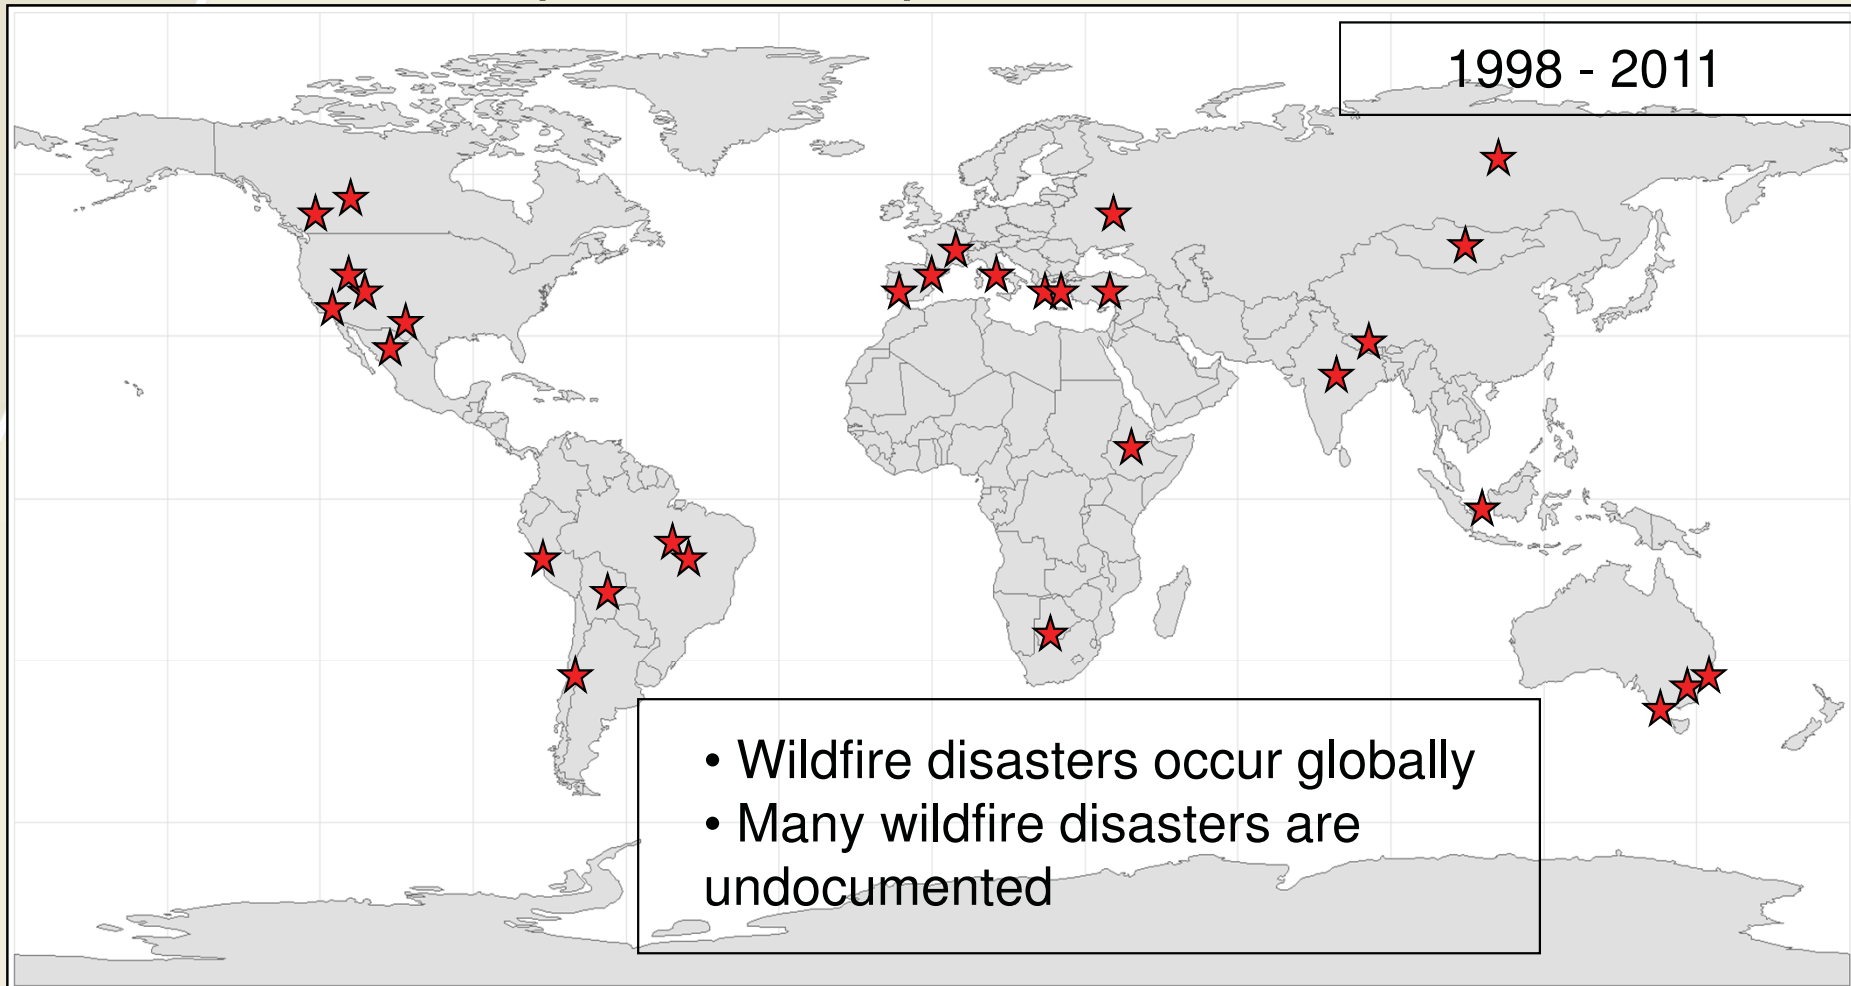 1998 - 2011
• Wildfire disasters occur globally
• Many wildfire disasters are
undocumented